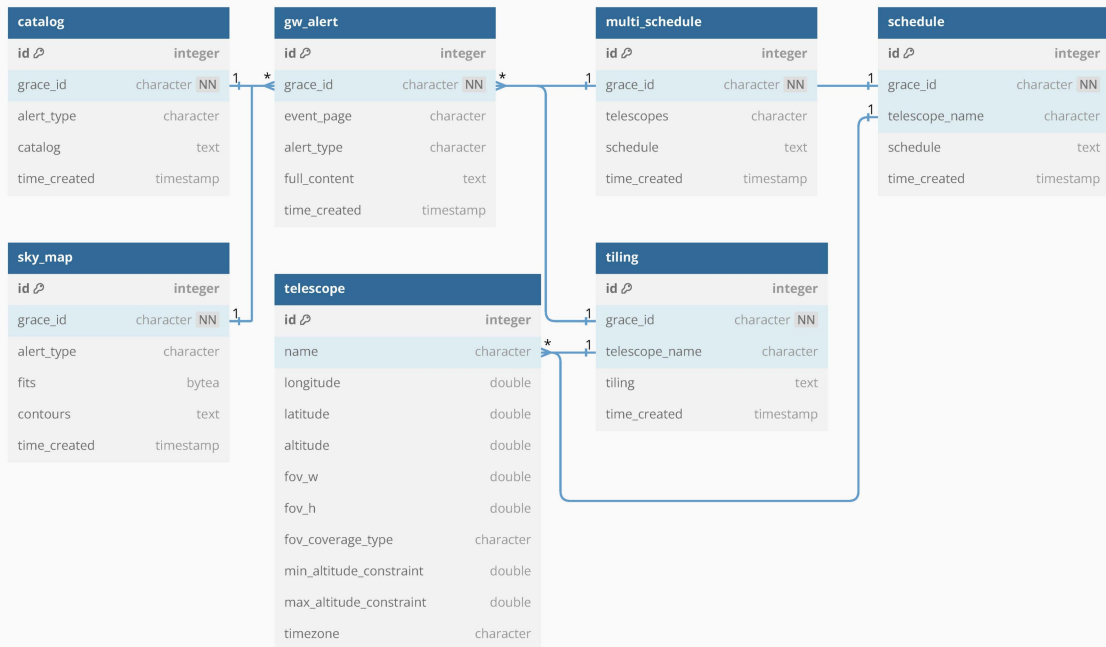 catalog
id integer
grace_id character NN
alert_type character
catalog text
time_created timestamp
1
*
gw_alert
id integer
grace_id character NN
event_page character
alert_type character
full_content text
time_created timestamp
*
1
multi_schedule
id integer
grace_id character NN
telescopes character
schedule text
time_created timestamp
1
schedule
id integer
grace_id character NN
1
telescope_name character
schedule text
time_created timestamp
sky_map
id integer
grace_id character NN
1
alert_type character
fits bytea
contours text
time_created timestamp
telescope
id integer
name character
*
1
longitude double
latitude double
altitude double
fov_w double
fov_h double
fov_coverage_type character
min_altitude_constraint double
max_altitude_constraint double
timezone character
tiling
id integer
1
grace_id character NN
telescope_name character
tiling text
time_created timestamp